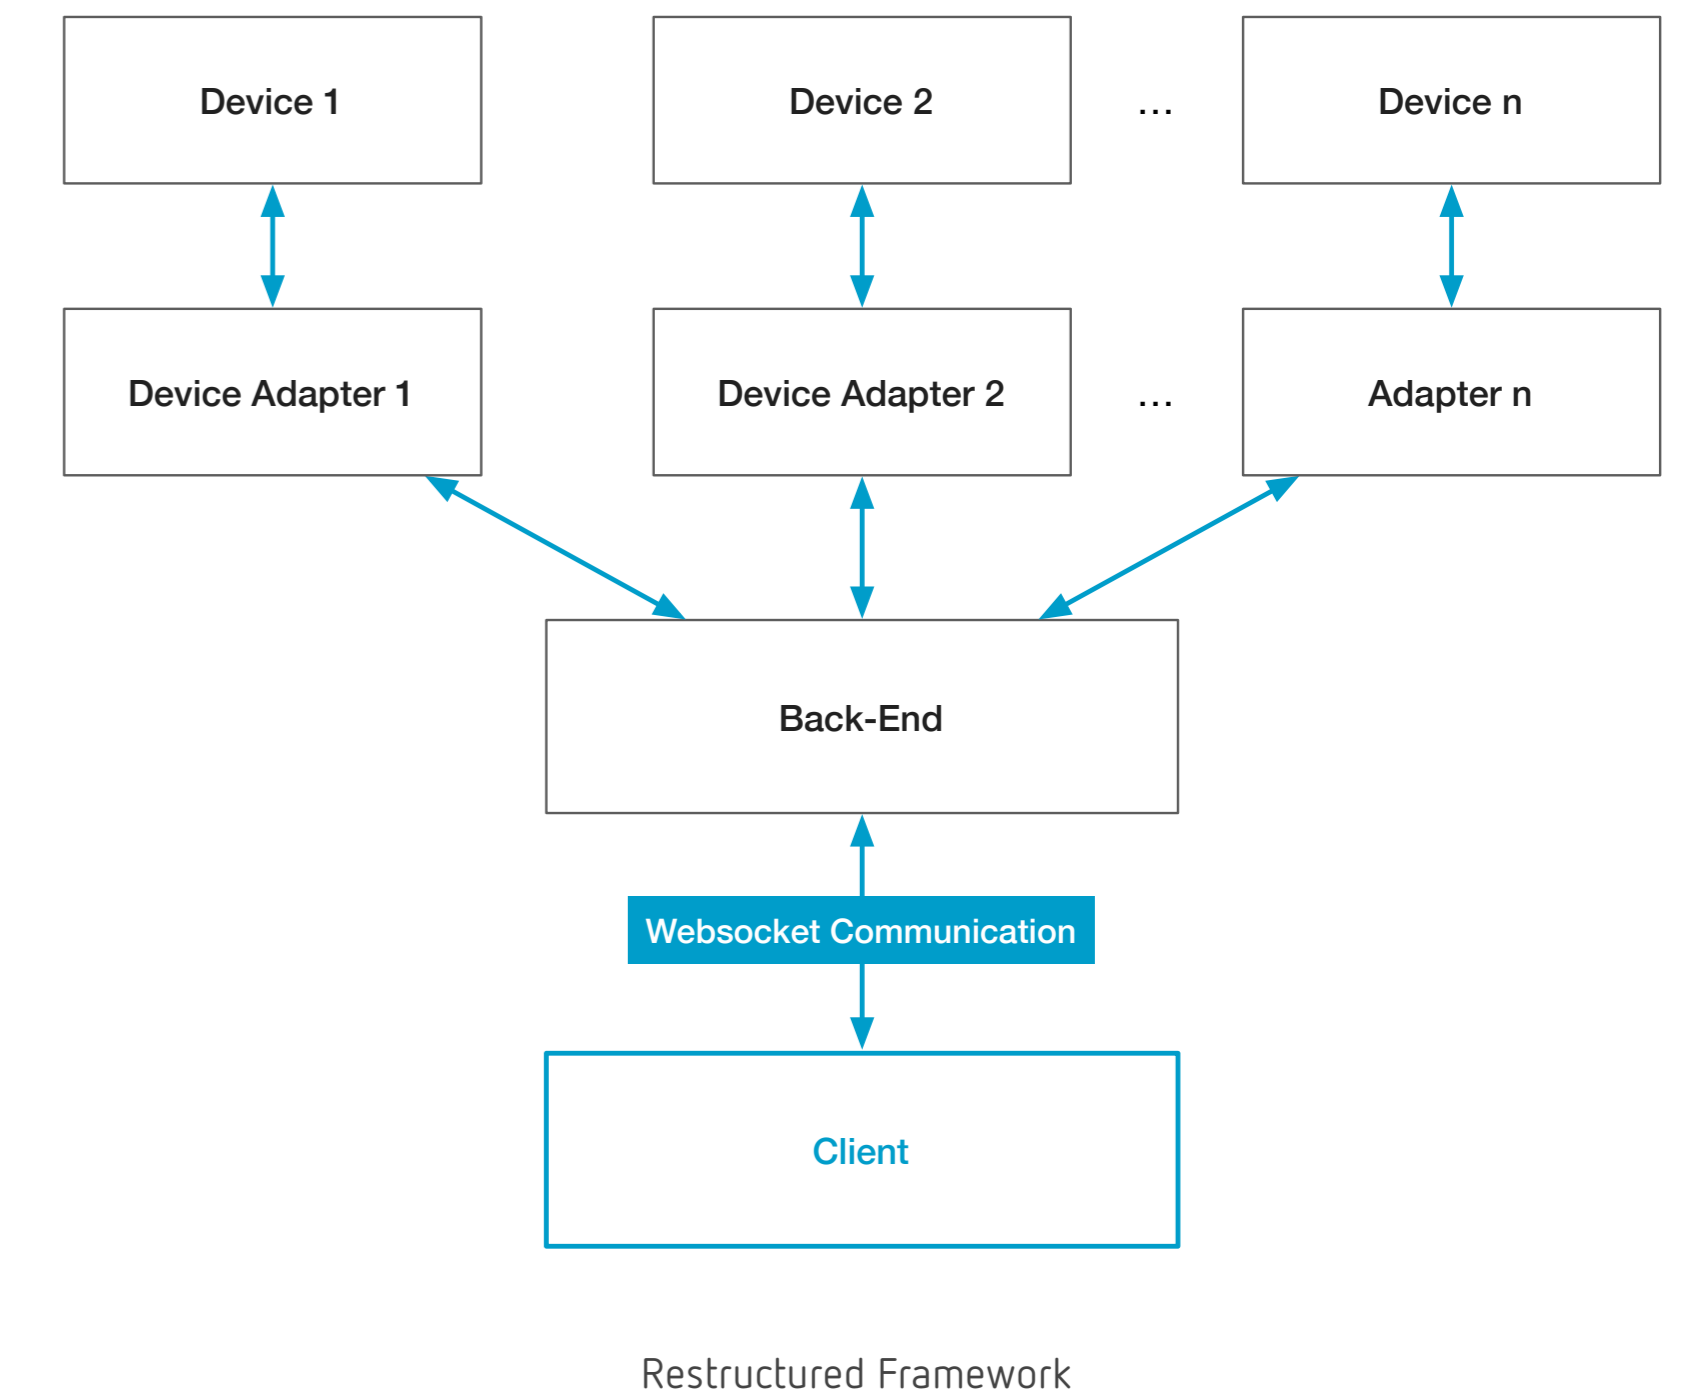 Device 1
Device 2
...
Device n
Device Adapter 1
Device Adapter 2
...
Adapter n
Back-End
Websocket Communication
Client
Restructured Framework